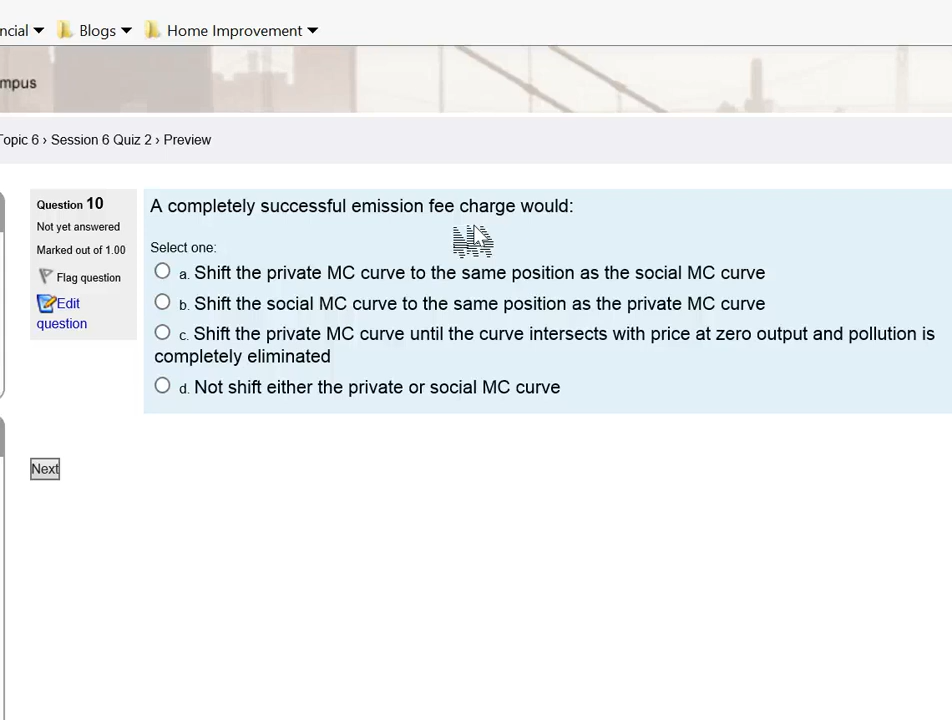 ncial Blogs Home Improvement
mpus
Topic 6 › Session 6 Quiz 2 › Preview
Question 10
Not yet answered
Marked out of 1.00
Flag question
Edit
question
A completely successful emission fee charge would:
Select one:
a. Shift the private MC curve to the same position as the social MC curve
b. Shift the social MC curve to the same position as the private MC curve
c. Shift the private MC curve until the curve intersects with price at zero output and pollution is
completely eliminated
d. Not shift either the private or social MC curve
Next